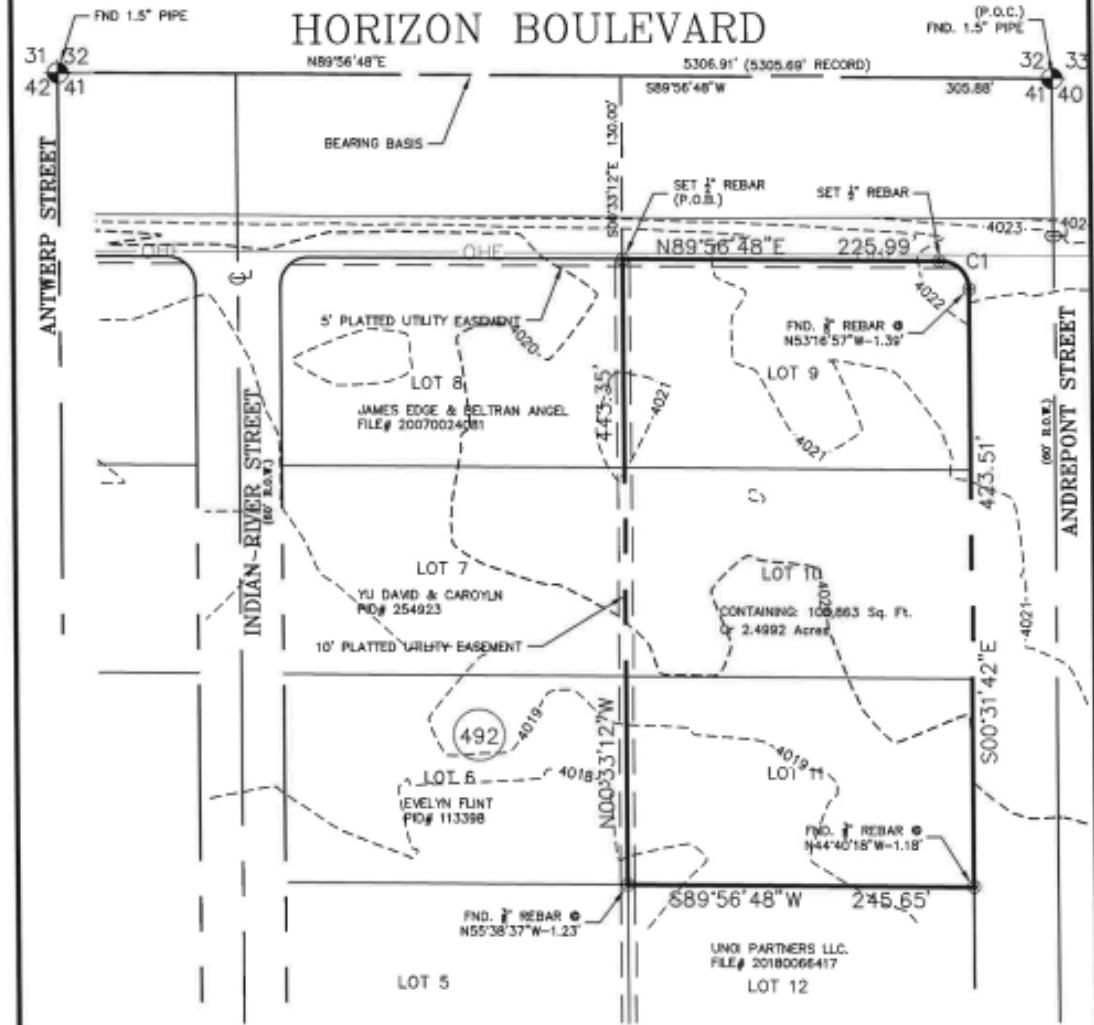 HORIZON BOULEVARD
FND 1.5" PIPE
(P.O.C.)
FND. 1.5" PIPE
31 32
42 41
32 33
41 40
N89°56'48"E
5306.91' (5305.69' RECORD)
S89°56'48"W
305.88'
BEARING BASIS
130.00'
SET ½" REBAR
(P.O.B.)
SET ½" REBAR
ANTWERP STREET
4023
OHE
OHE
N89°56'48"E
225.99
C1
4022
5' PLATTED UTILITY EASEMENT
4020
FND. REBAR @
N53°16'57"W-1.39'
LOT 8
LOT 9
JAMES EDGE & BELTRAN ANGEL
FILE# 20070024081
443.35'
4021
4021
423.51'
ANDREPONT STREET
(60' R.O.W.)
INDIAN-RIVER STREET
(60' R.O.W.)
LOT 7
LOT 10
YU DAVID & CAROYLN
PID# 254923
CONTAINING: 108,863 Sq. Ft.
Or 2.4992 Acres
4021
10' PLATTED UTILITY EASEMENT
S00°31'42"E
N00°33'12"W
492
4019
4019
4018
LOT 6
LOT 11
EVELYN FLINT
PID# 113398
FND. REBAR @
N44°40'18"W-1.18'
S89°56'48"W
245.65'
FND. REBAR @
N55°38'37"W-1.23'
UNOI PARTNERS LLC.
FILE# 20180066417
LOT 5
LOT 12